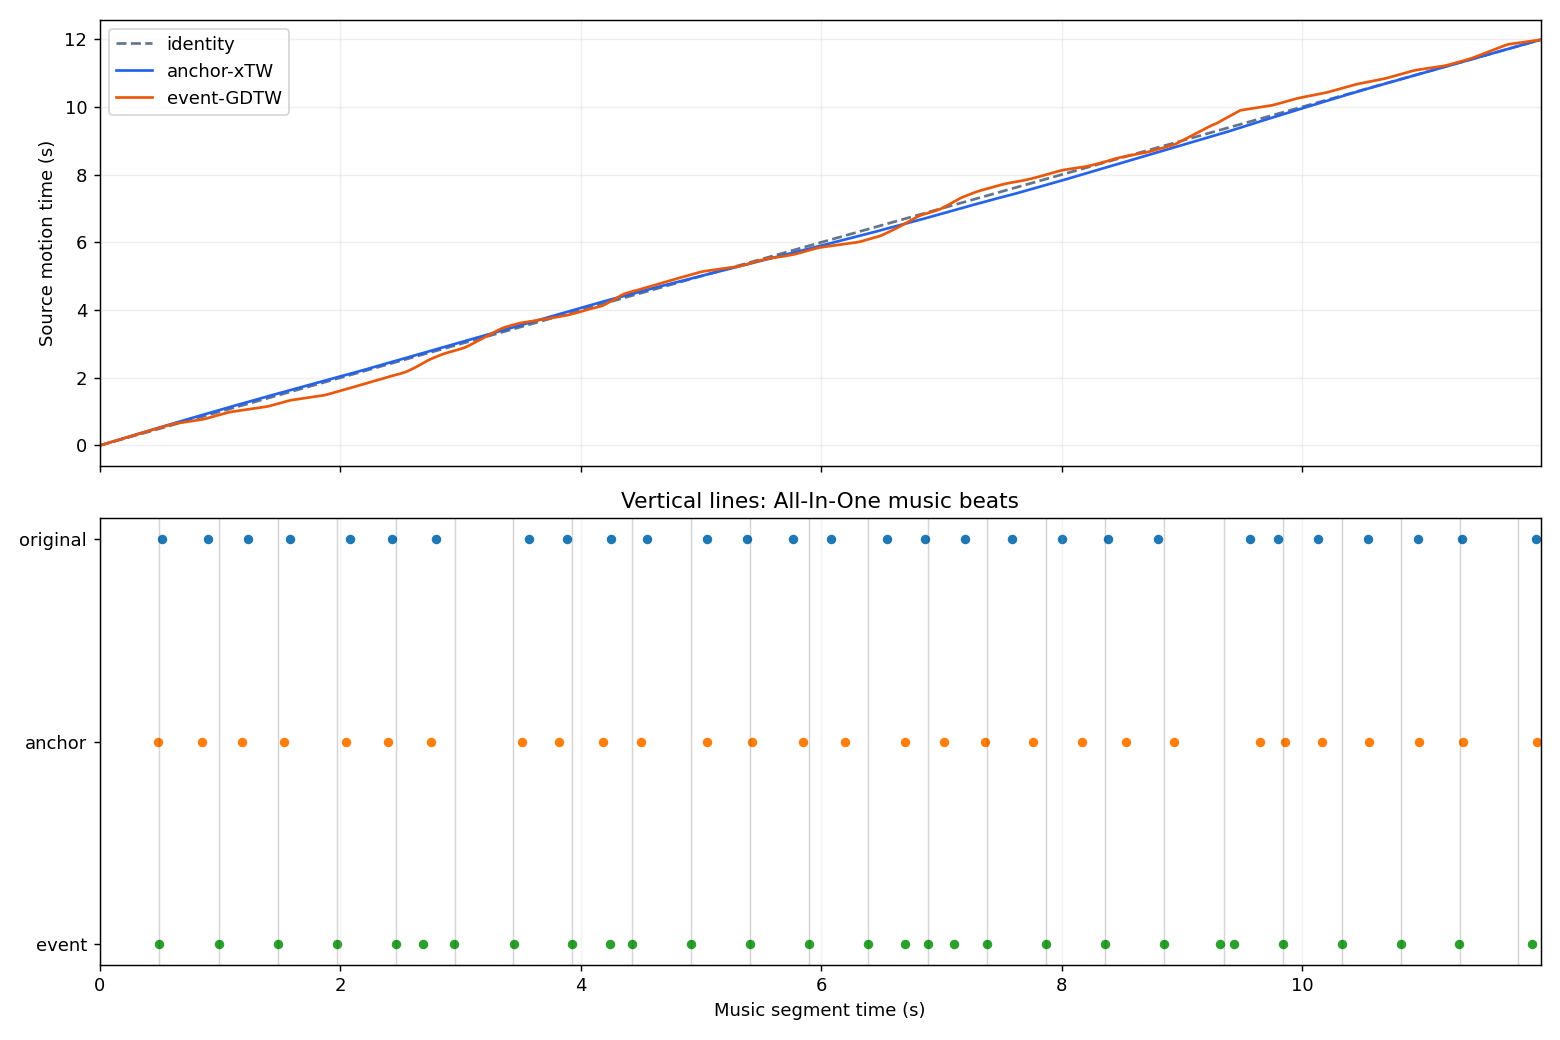 12
10
8
6
4
2
0
Source motion time (s)
identity
anchor-xTW
event-GDTW
Vertical lines: All-In-One music beats
original
anchor
event
0 2 4 6 8 10
Music segment time (s)